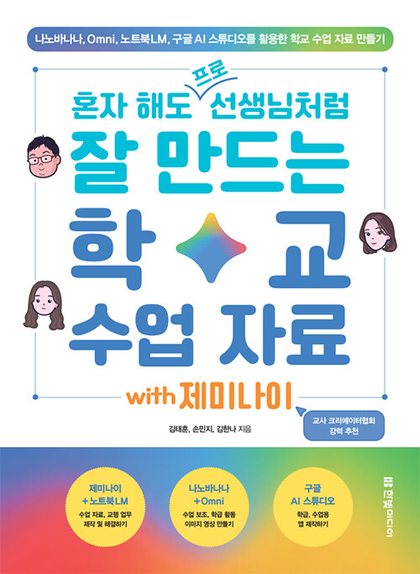 나노바나나, Omni, 노트북LM, 구글 AI 스튜디오를 활용한 학교 수업 자료 만들기
프로
혼자 해도 선생님처럼
잘 만드는
학교
수업 자료
with 제미나이
김태훈, 손민지, 김한나 지음
교사 크리에이터협회
강력 추천
제미나이
+ 노트북LM
수업 자료, 교행 업무
제작 및 해결하기
나노바나나
+ Omni
수업 보조, 학급 활동
이미지 영상 만들기
구글
AI 스튜디오
학급, 수업용
앱 제작하기
한빛미디어